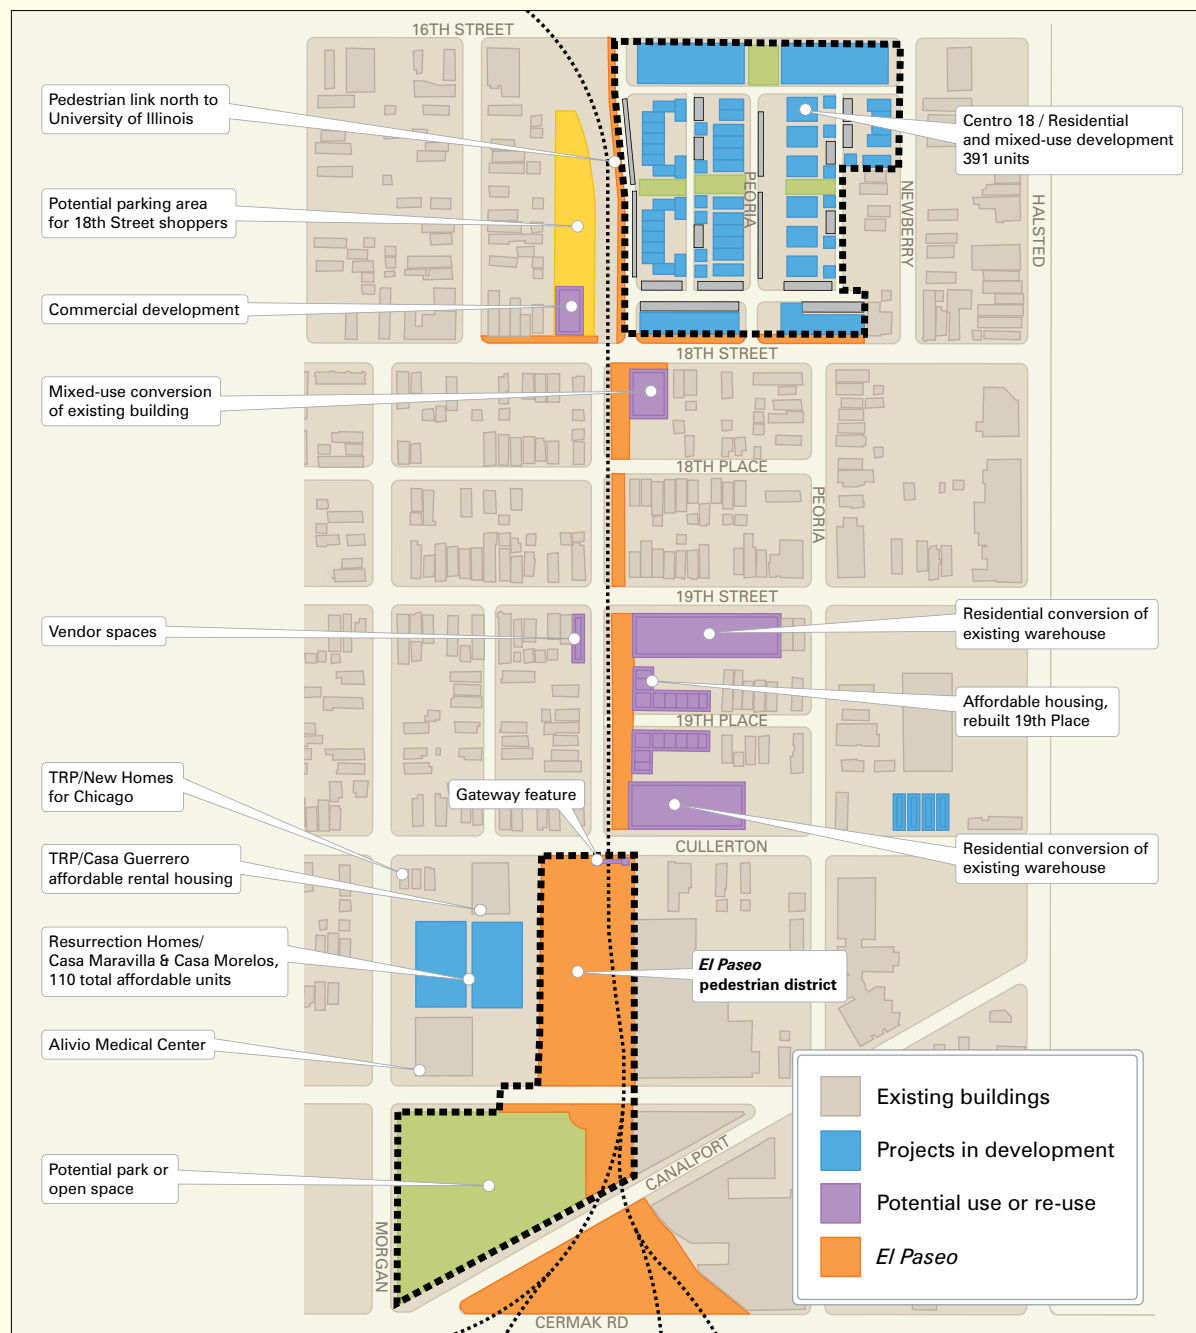 16TH STREET
Pedestrian link north to
University of Illinois
Centro 18 / Residential
and mixed-use development
391 units
PEORIA
NEWBERRY
HALSTED
Potential parking area
for 18th Street shoppers
Commercial development
18TH STREET
Mixed-use conversion
of existing building
18TH PLACE
PEORIA
19TH STREET
Vendor spaces
Residential conversion of
existing warehouse
Affordable housing,
rebuilt 19th Place
19TH PLACE
TRP/New Homes
for Chicago
Gateway feature
CULLERTON
TRP/Casa Guerrero
affordable rental housing
Residential conversion of
existing warehouse
Resurrection Homes/
Casa Maravilla & Casa Morelos,
110 total affordable units
El Paseo
pedestrian district
Alivio Medical Center
Potential park or
open space
CANALPORT
MORGAN
CERMAK RD
Existing buildings
Projects in development
Potential use or re-use
El Paseo